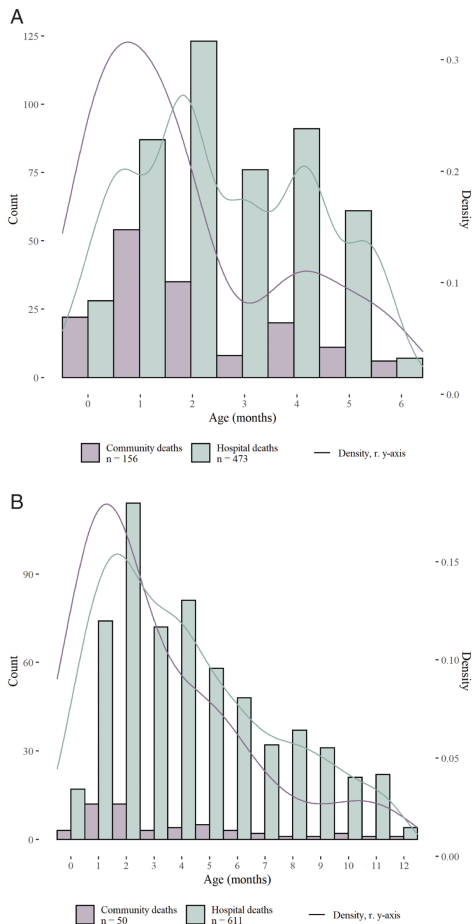 A
125
100
75
50
25
0
Count
0.3
0.2
0.1
0.0
Density
0 1 2 3 4 5 6
Age (months)
Community deaths
n = 156
Hospital deaths
n = 473
Density, r. y-axis
B
90
60
30
0
Count
0.15
0.10
0.05
0.00
Density
0 1 2 3 4 5 6 7 8 9 10 11 12
Age (months)
Community deaths
n = 50
Hospital deaths
n = 611
Density, r. y-axis